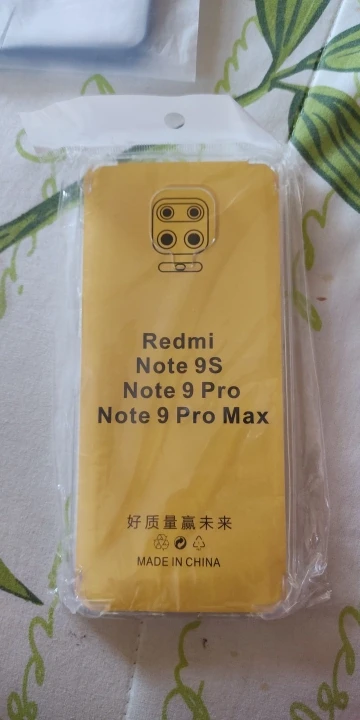 Redmi
Note 9S
Note 9 Pro
Note 9 Pro Max
好质量赢未来
MADE IN CHINA